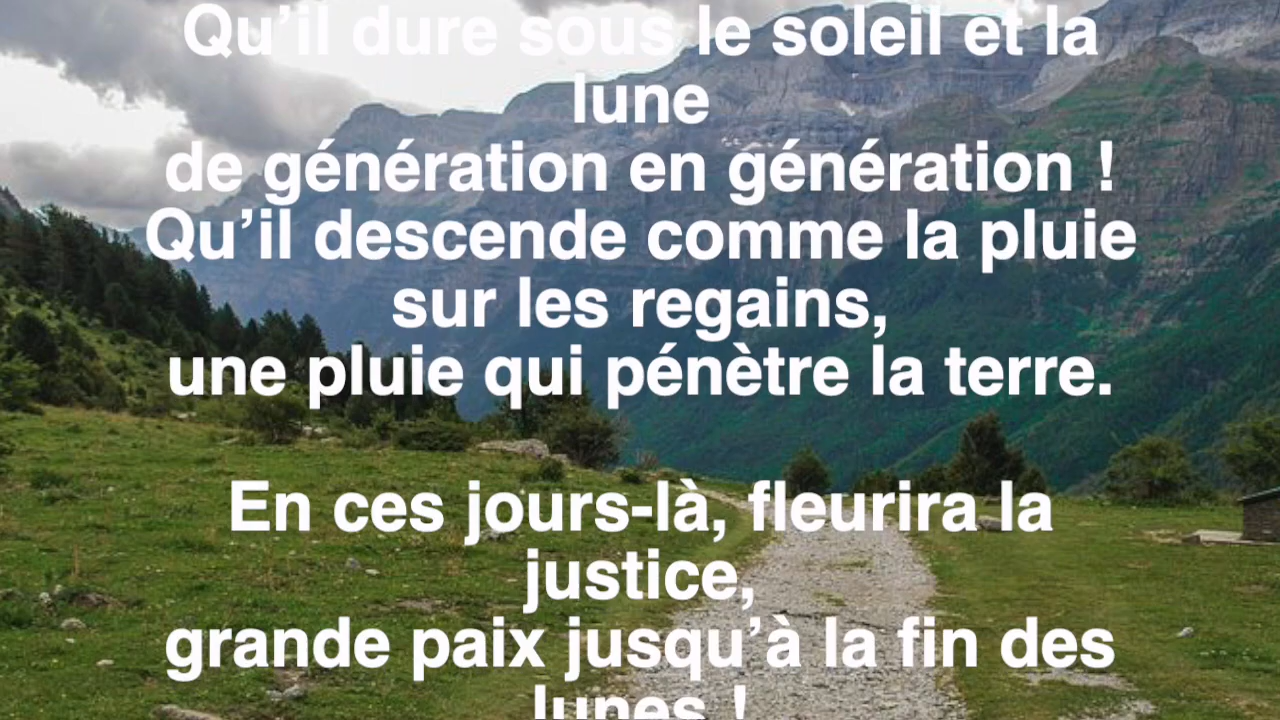 Qu’il dure sous le soleil et la
lune
de génération en génération !
Qu’il descende comme la pluie
sur les regains,
une pluie qui pénètre la terre.
En ces jours-là, fleurira la
justice,
grande paix jusqu’à la fin des
lunes !